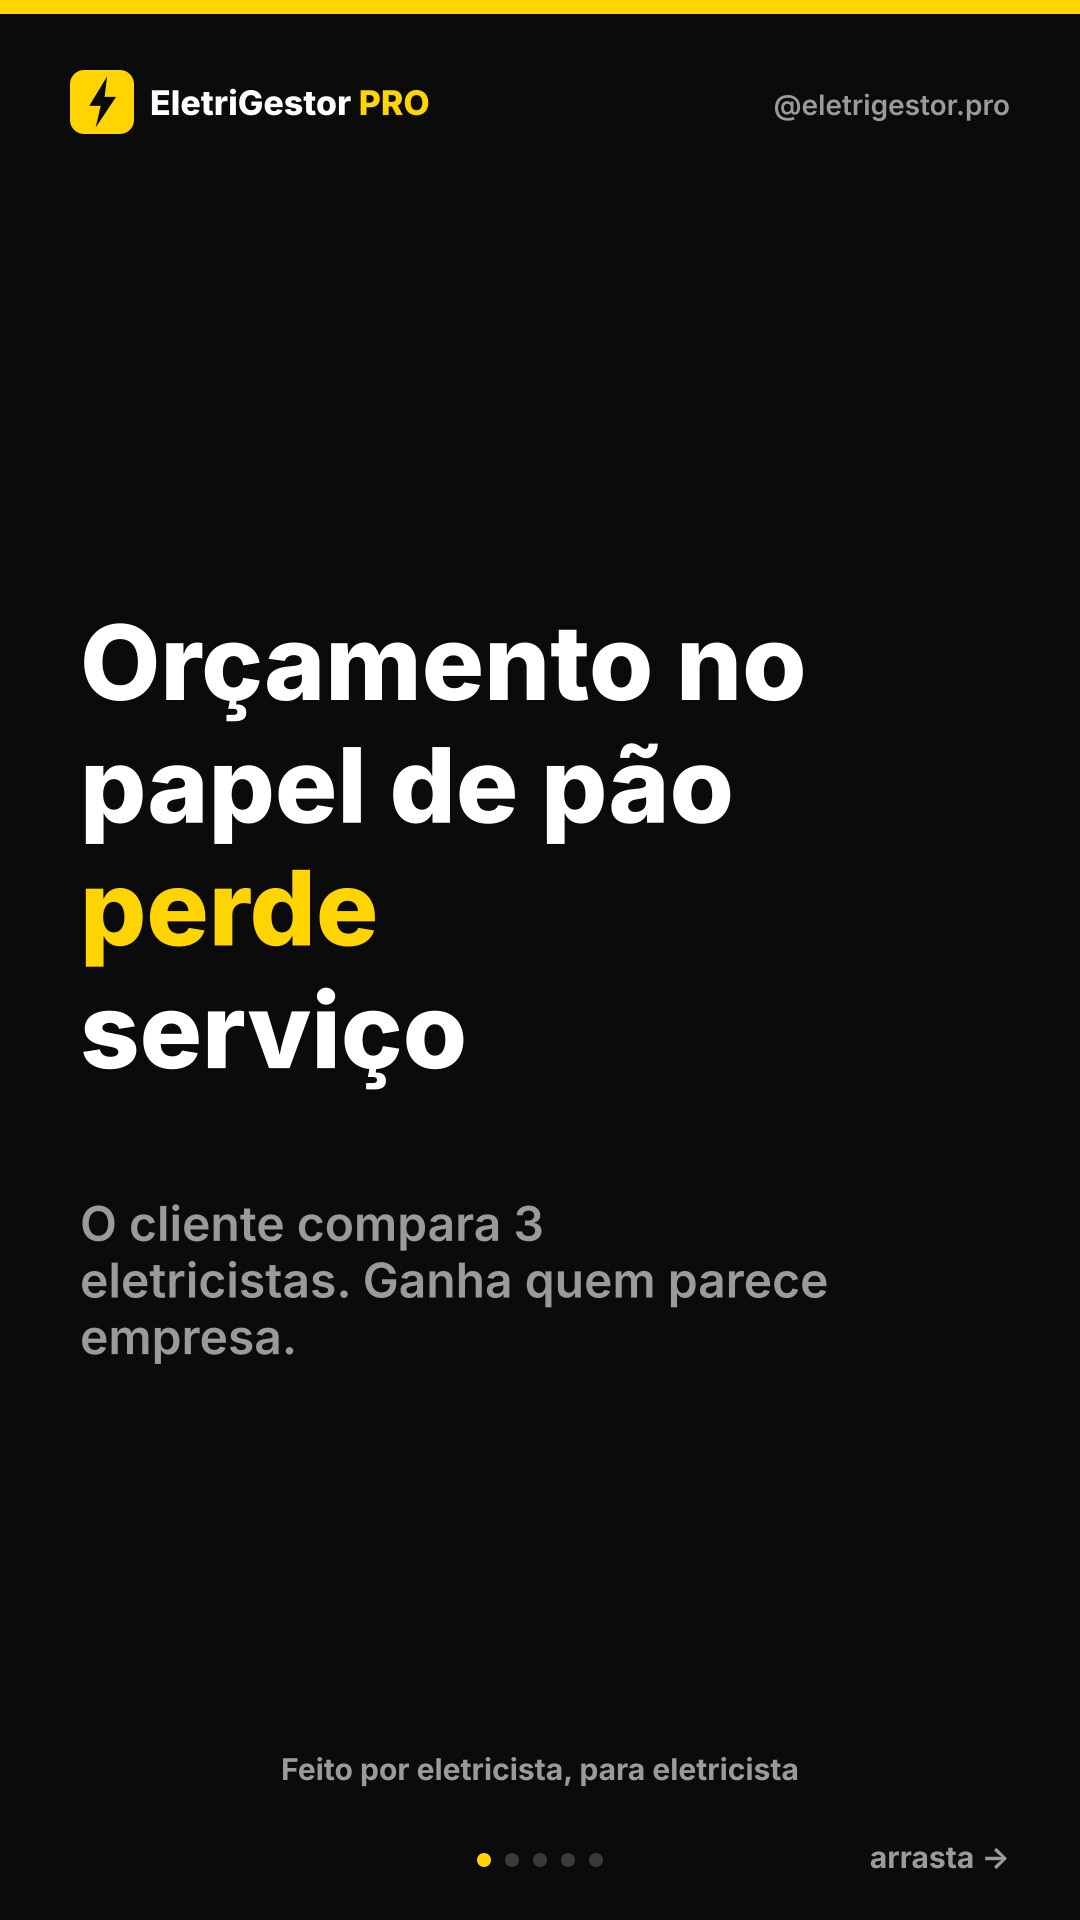 EletriGestor PRO
@eletrigestor.pro
Orçamento no
papel de pão
perde
serviço
O cliente compara 3
eletricistas. Ganha quem parece
empresa.
Feito por eletricista, para eletricista
arrasta →